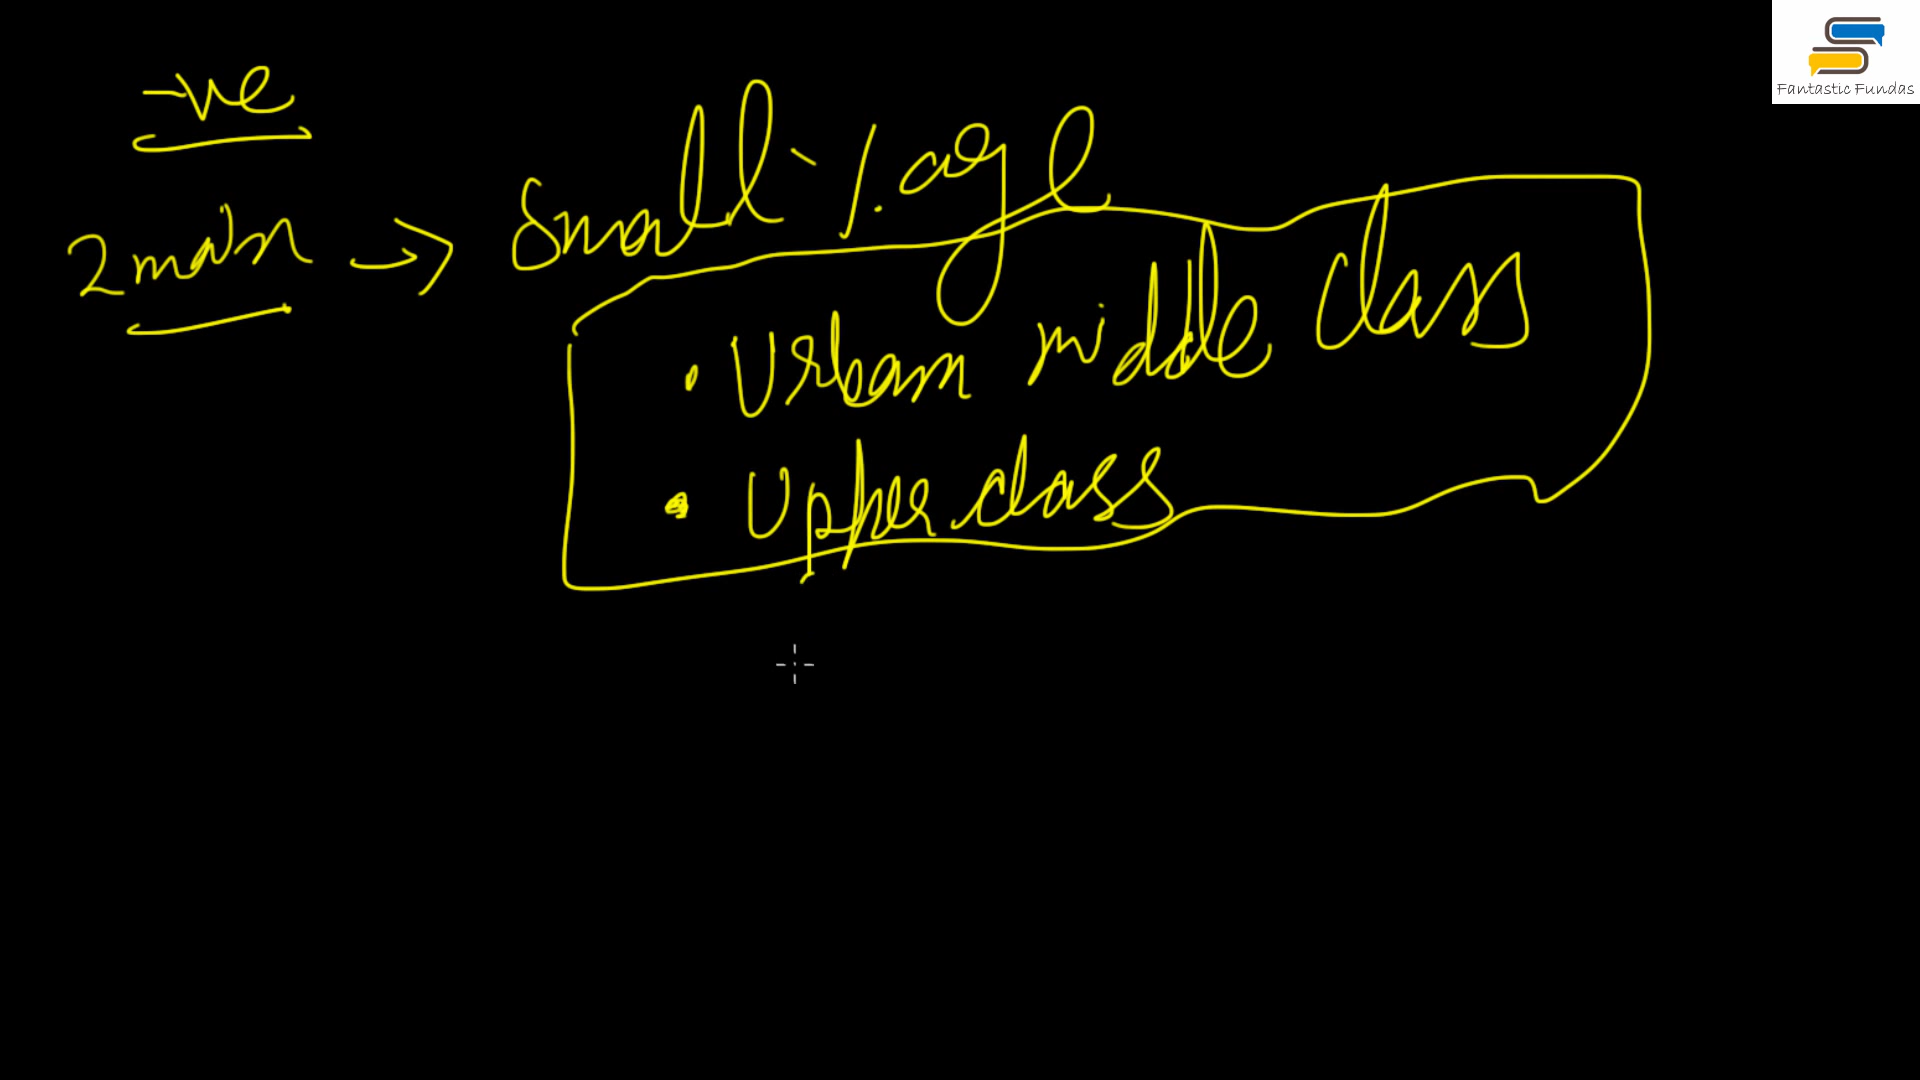 -ve
2 main → Small %age
• Urban middle class
• Upper class
Fantastic Fundas